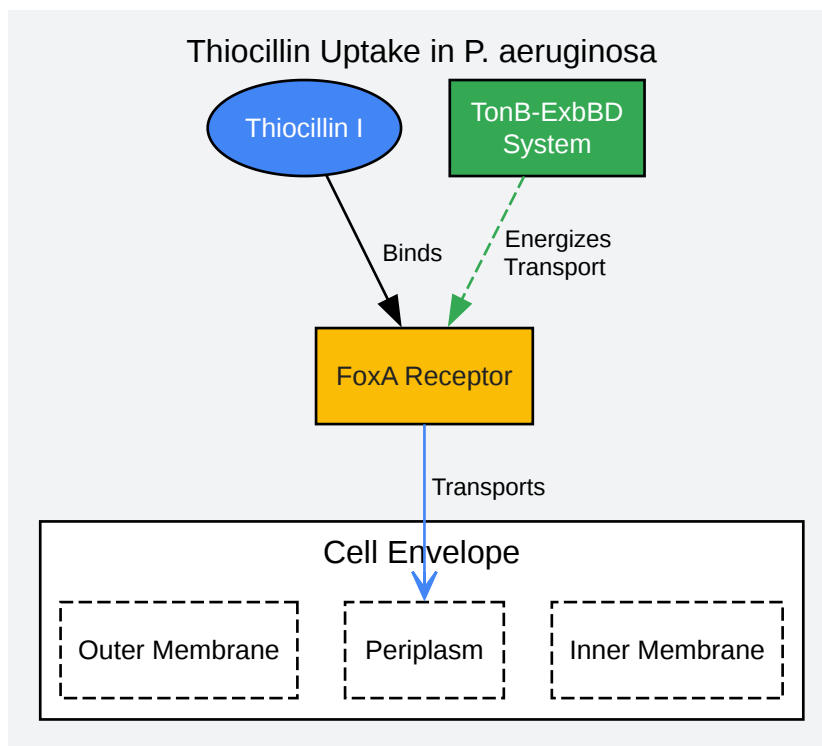 Thiocillin Uptake in P. aeruginosa
Thiocillin I
TonB-ExbBD
System
Binds
Energizes
Transport
FoxA Receptor
Transports
Cell Envelope
Outer Membrane
Periplasm
Inner Membrane